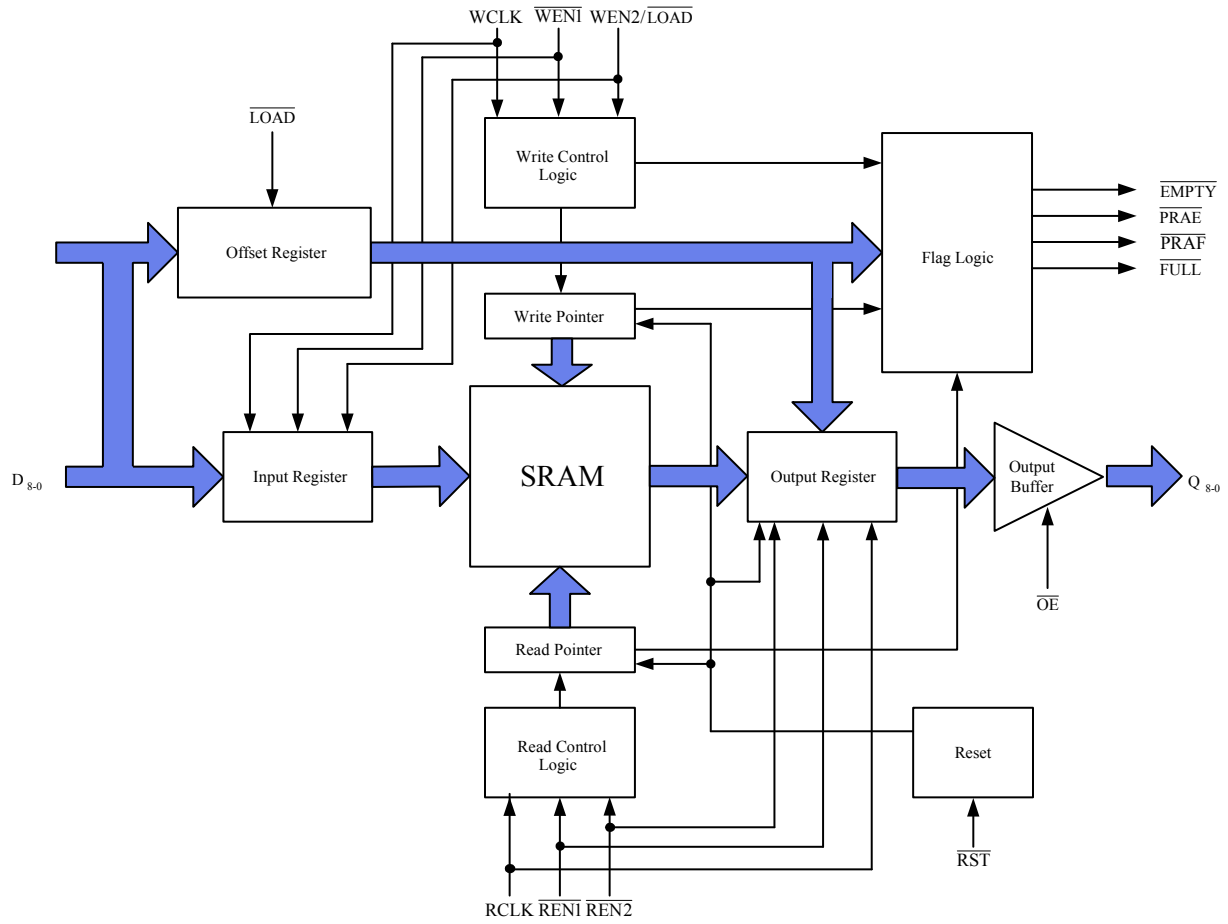 WCLK WEN1 WEN2/LOAD
LOAD
Write Control
Logic
EMPTY
PRAE
PRAF
FULL
Offset Register
Flag Logic
Write Pointer
D 8-0
Input Register
SRAM
Output Register
Output
Buffer
Q 8-0
OE
Read Pointer
Read Control
Logic
Reset
RST
RCLK REN1 REN2